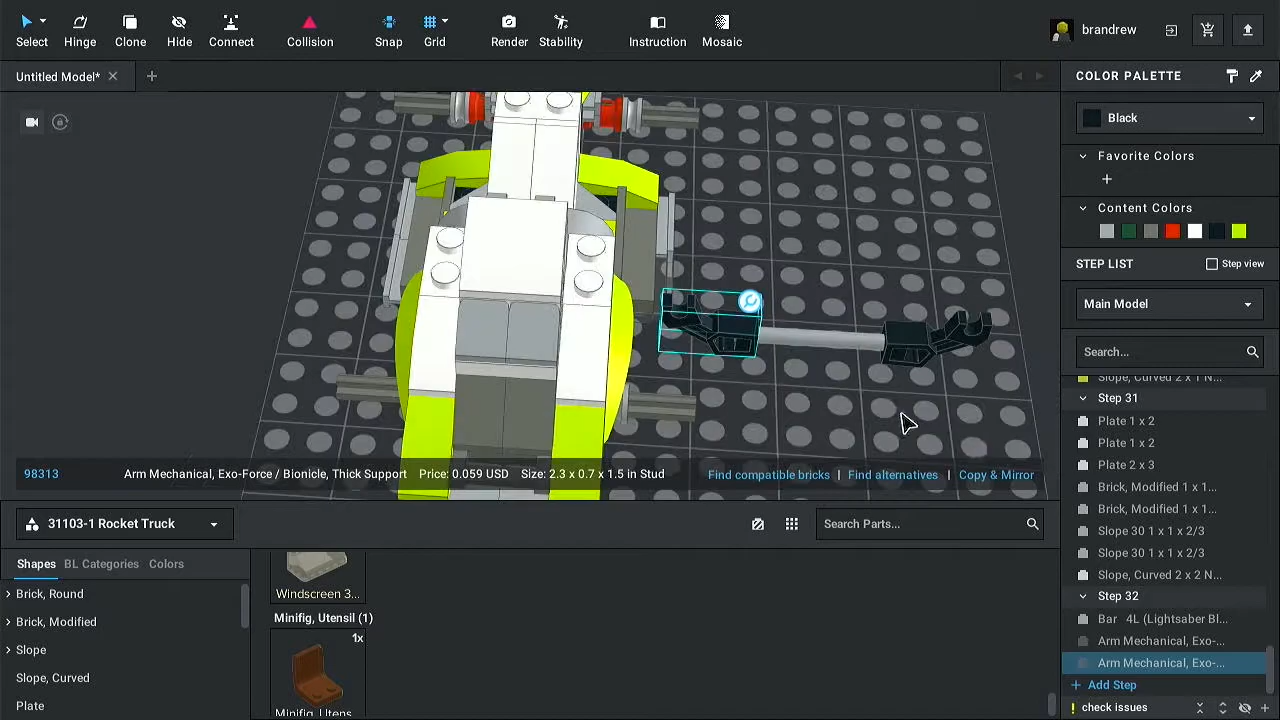 Select
Hinge
Clone
Hide
Connect
Collision
Snap
Grid
Render
Stability
Instruction
Mosaic
brandrew
Untitled Model*
COLOR PALETTE
Black
Favorite Colors
Content Colors
STEP LIST
Step view
Main Model
Search...
Slope, Curved 2 x 1 N...
Step 31
Plate 1 x 2
Plate 1 x 2
Plate 2 x 3
Brick, Modified 1 x 1...
Brick, Modified 1 x 1...
Slope 30 1 x 1 x 2/3
Slope 30 1 x 1 x 2/3
Slope, Curved 2 x 2 N...
Step 32
Bar 4L (Lightsaber Bl...
Arm Mechanical, Exo-...
Arm Mechanical, Exo-...
+ Add Step
check issues
98313 Arm Mechanical, Exo-Force / Bionicle, Thick Support Price: 0.059 USD Size: 2.3 x 0.7 x 1.5 in Stud Find compatible bricks | Find alternatives | Copy & Mirror
31103-1 Rocket Truck
Search Parts...
Shapes BL Categories Colors
Brick, Round
Brick, Modified
Slope
Slope, Curved
Plate
Windscreen 3...
Minifig, Utensil (1)
1x
Minifig, Utens...